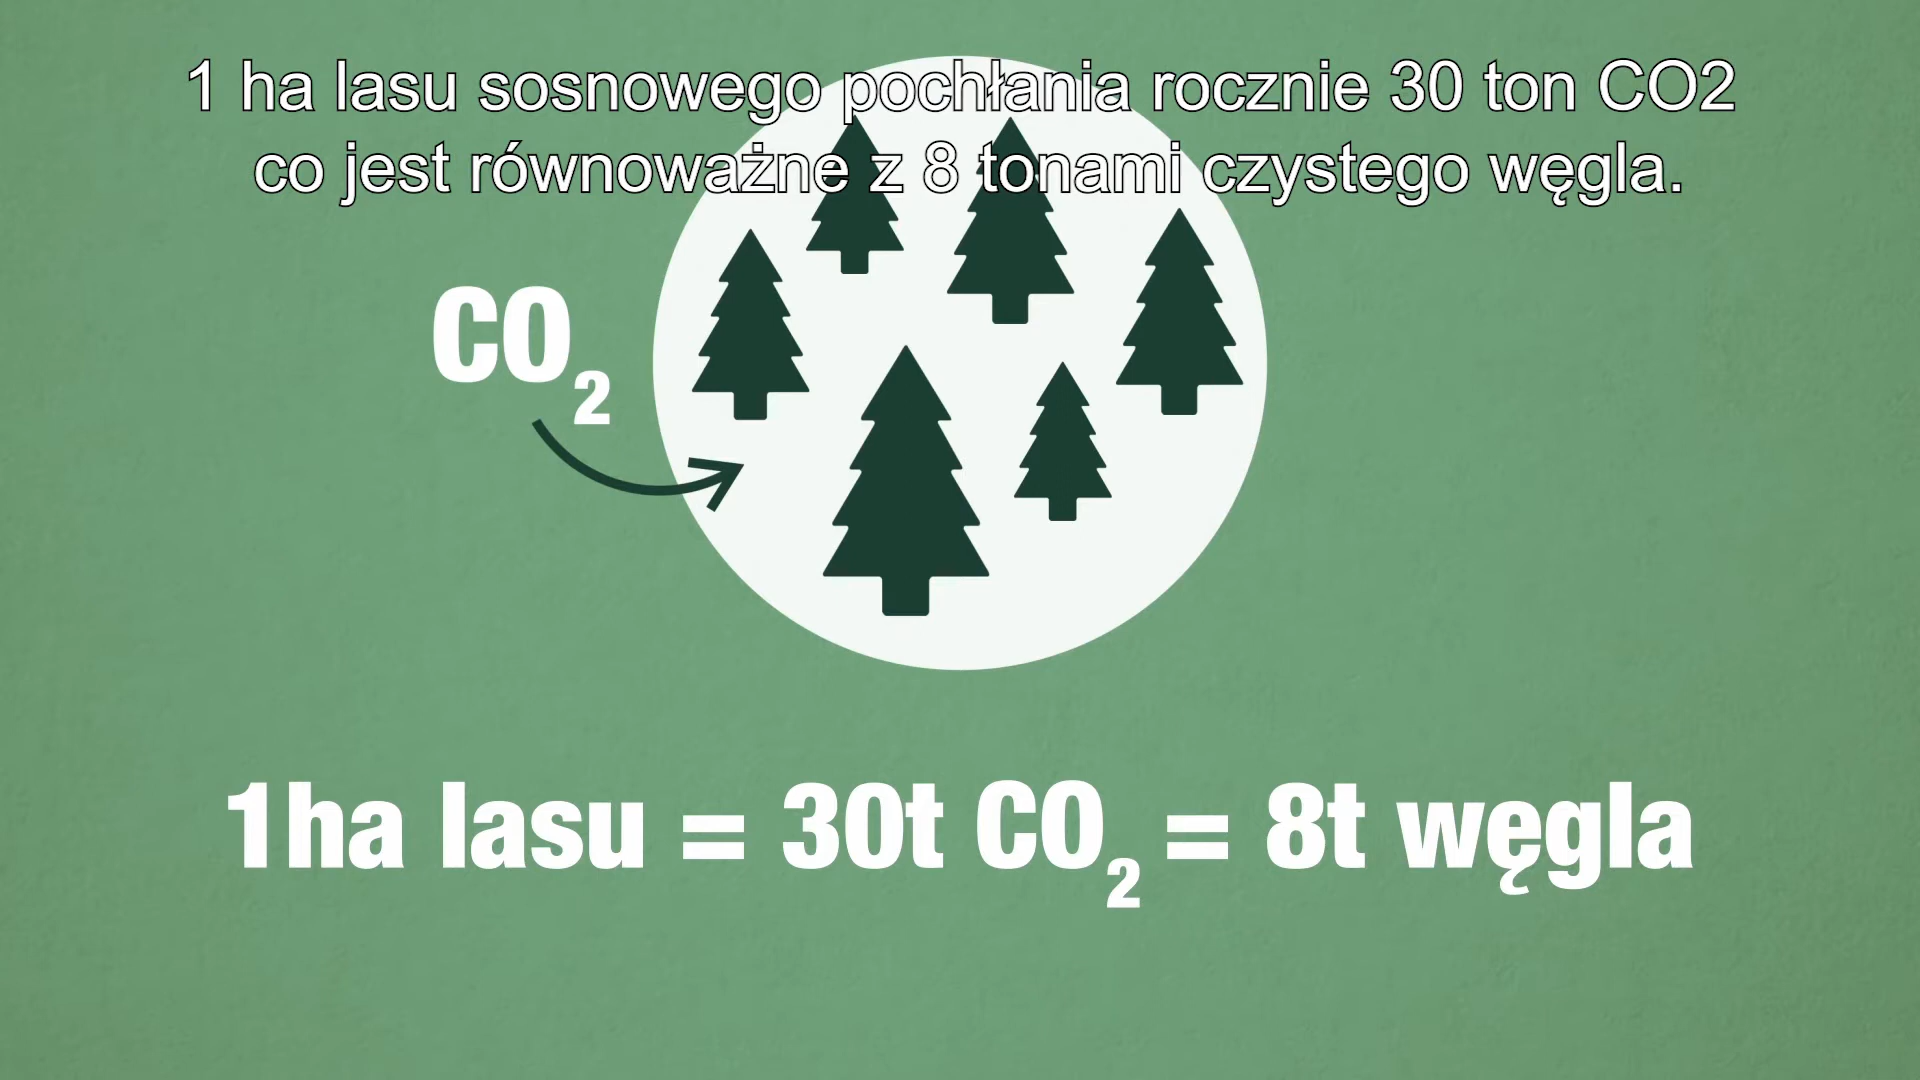 1 ha lasu sosnowego pochłania rocznie 30 ton CO2
co jest równoważne z 8 tonami czystego węgla.
CO₂
1ha lasu = 30t CO₂ = 8t węgla